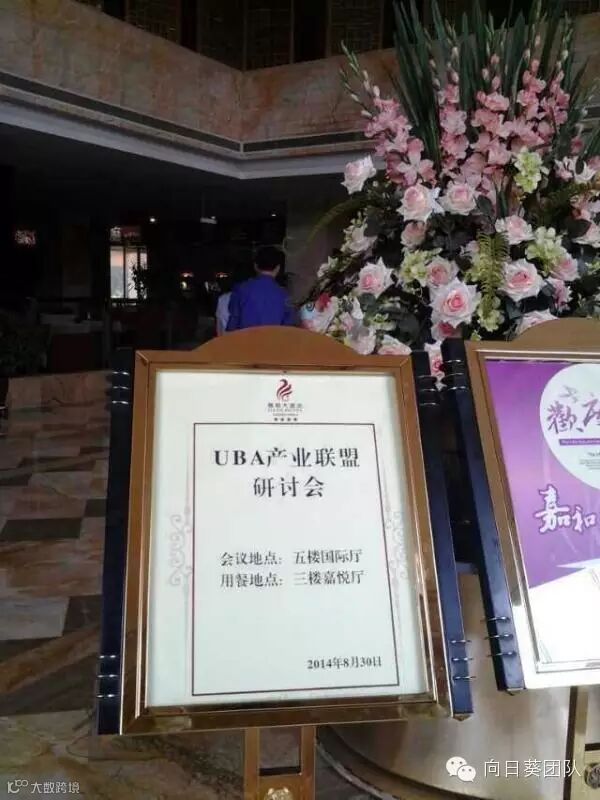 UBA产业联盟
研讨会
会议地点：五楼国际厅
用餐地点：三楼嘉悦厅
2014年8月30日
嘉和
向日葵团队
大数跨境